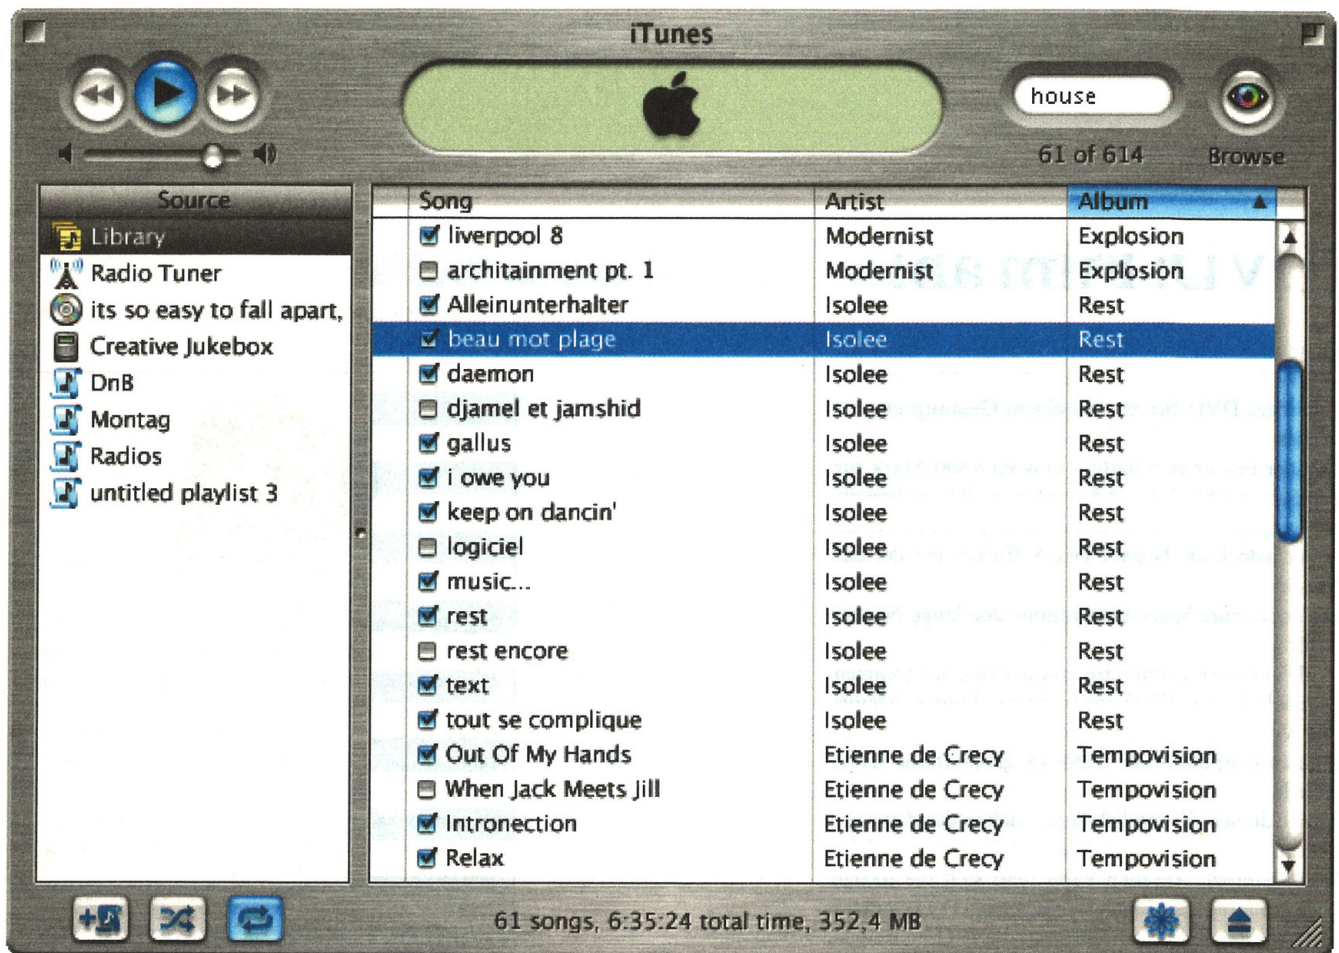 iTunes
house
61 of 614
Browse
Source
Library
Radio Tuner
its so easy to fall apart,
Creative Jukebox
DnB
Montag
Radios
untitled playlist 3
Song Artist Album
liverpool 8 Modernist Explosion
architainment pt. 1 Modernist Explosion
Alleinunterhalter Isolee Rest
beau mot plage Isolee Rest
daemon Isolee Rest
djamel et jamshid Isolee Rest
gallus Isolee Rest
i owe you Isolee Rest
keep on dancin' Isolee Rest
logiciel Isolee Rest
music... Isolee Rest
rest Isolee Rest
rest encore Isolee Rest
text Isolee Rest
tout se complique Isolee Rest
Out Of My Hands Etienne de Crecy Tempovision
When Jack Meets Jill Etienne de Crecy Tempovision
Intronection Etienne de Crecy Tempovision
Relax Etienne de Crecy Tempovision
61 songs, 6:35:24 total time, 352,4 MB